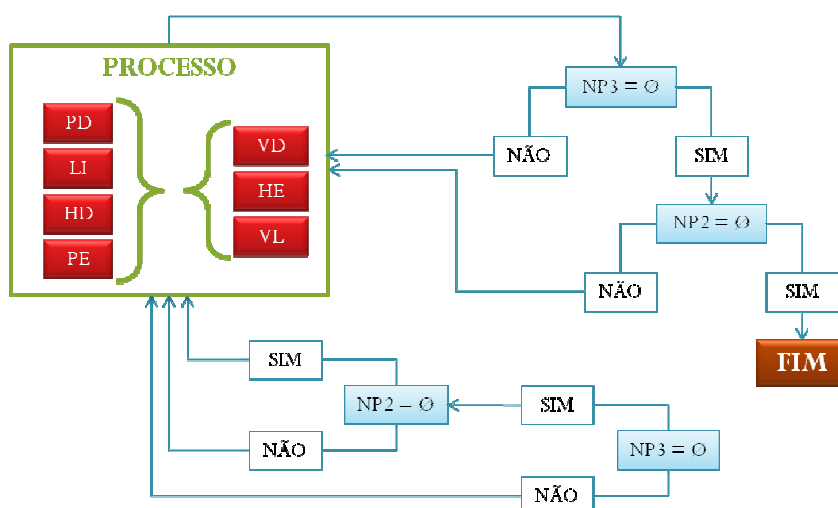 PROCESSO
PD
LI
HD
PE
VD
HE
VL
NP3 = Ø
NÃO
SIM
NP2 = Ø
NÃO
SIM
FIM
SIM
NP2 = Ø
NÃO
SIM
NP3 = Ø
NÃO